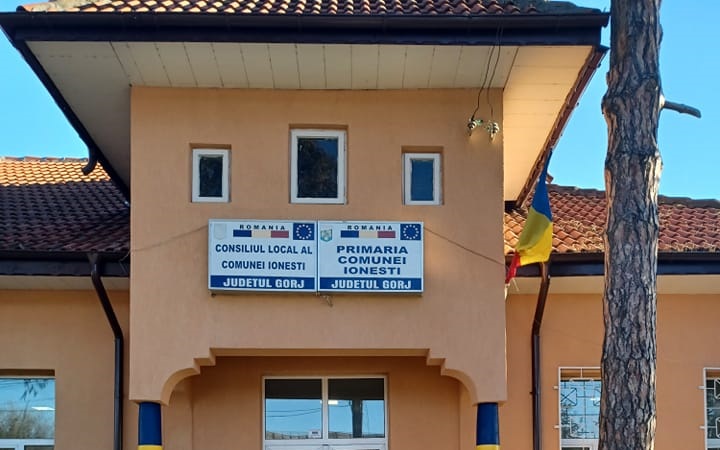 ROMANIA
CONSILIUL LOCAL AL
COMUNEI IONESTI
JUDETUL GORJ
ROMANIA
PRIMARIA
COMUNEI
IONESTI
JUDETUL GORJ